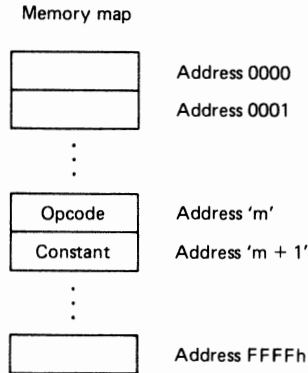 Memory map
Address 0000
Address 0001
Opcode Address 'm'
Constant Address 'm + 1'
Address FFFFh